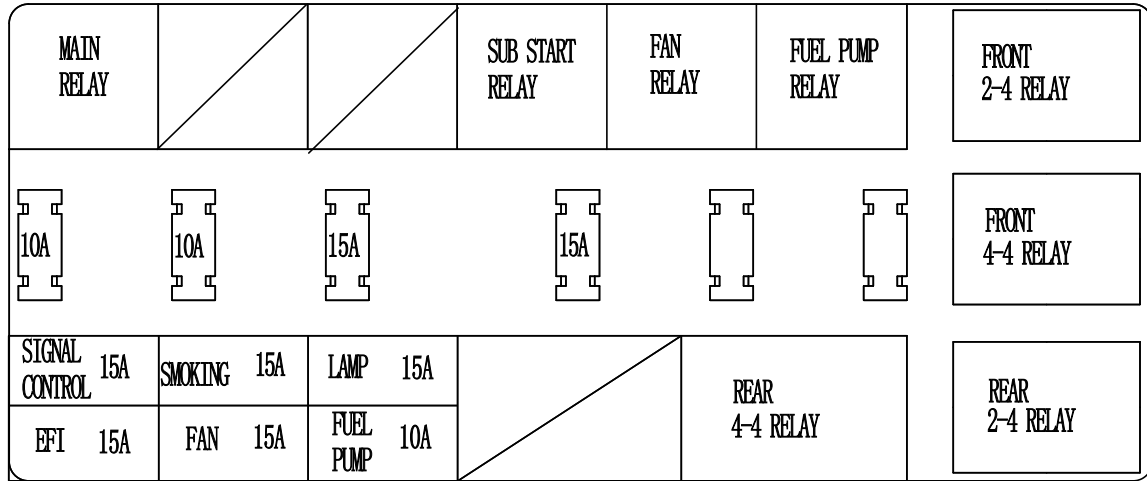 MAIN
RELAY
SUB START
RELAY
FAN
RELAY
FUEL PUMP
RELAY
FRONT
2-4 RELAY
10A
10A
15A
15A
FRONT
4-4 RELAY
SIGNAL
CONTROL 15A
SMOKING 15A
LAMP 15A
EFI 15A
FAN 15A
FUEL
PUMP 10A
REAR
4-4 RELAY
REAR
2-4 RELAY